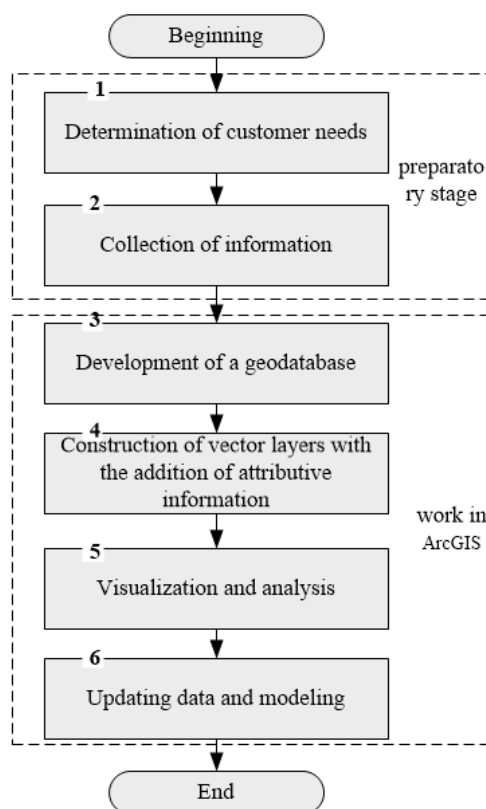 Beginning
1
Determination of customer needs
preparato
ry stage
2
Collection of information
3
Development of a geodatabase
4
Construction of vector layers with
the addition of attributive
information
work in
ArcGIS
5
Visualization and analysis
6
Updating data and modeling
End